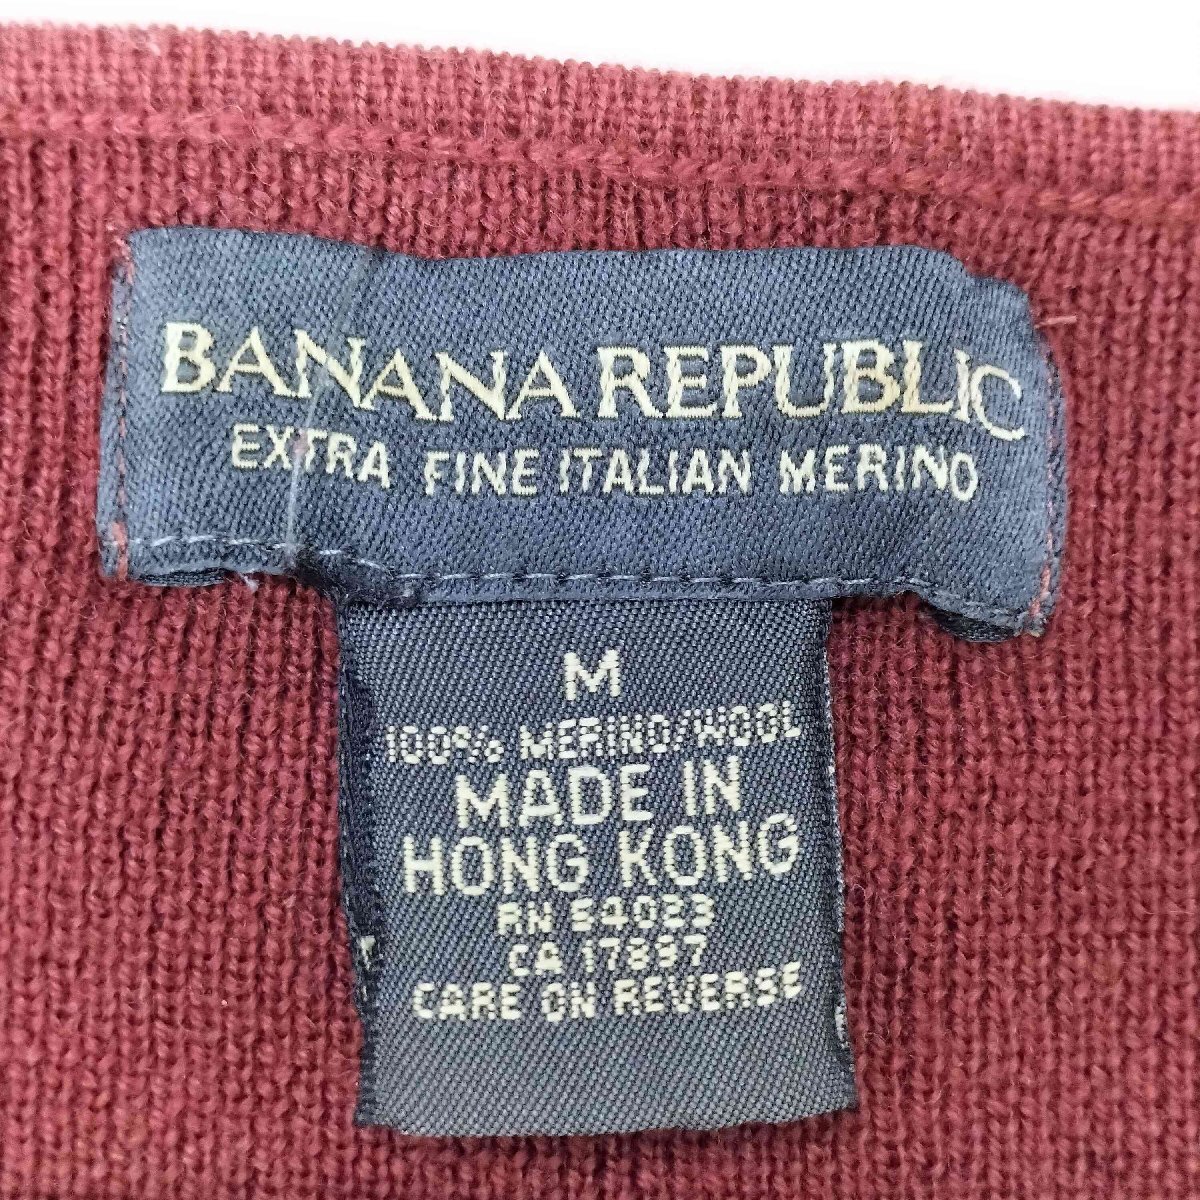 BANANA REPUBLIC
EXTRA FINE ITALIAN MERINO
M
100% MERINO/WOOL
MADE IN
HONG KONG
RN 54023
CA 17897
CARE ON REVERSE